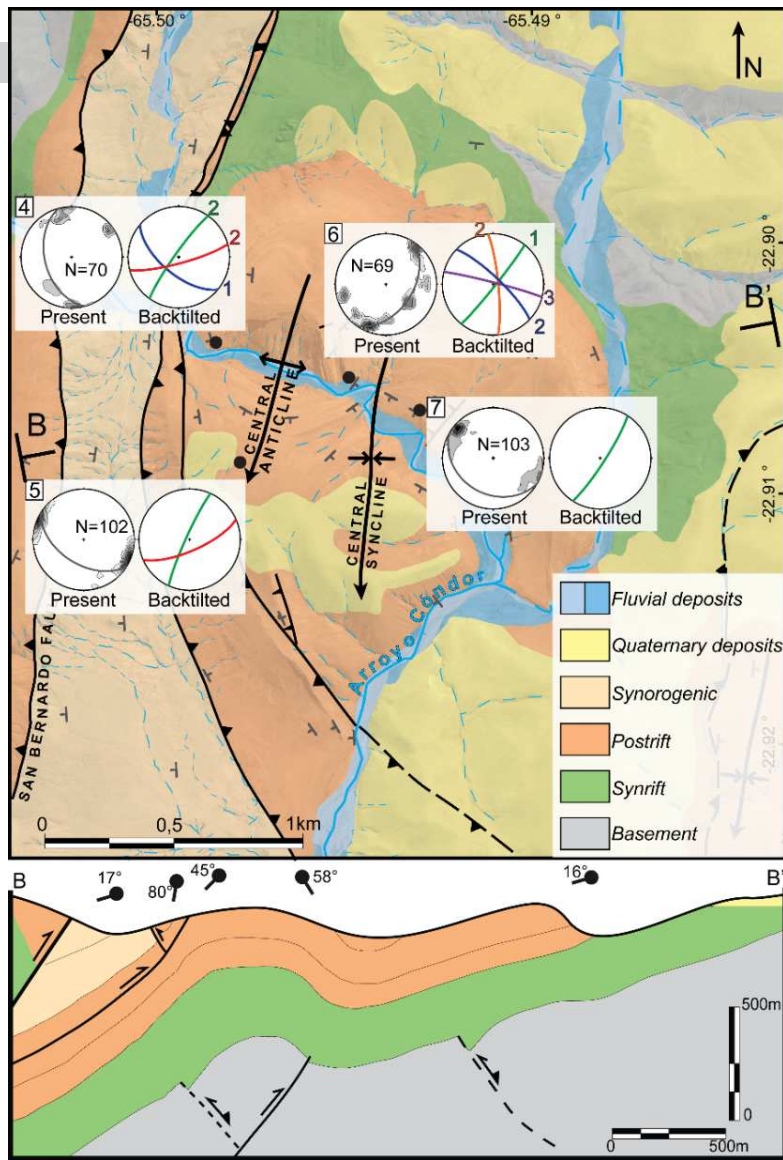 -65.50 °
-65.49 °
N
4
2
2
1
N=70
Present
Backtilted
6
2
1
3
2
N=69
Present
Backtilted
-22.90 °
B'
CENTRAL
ANTICLINE
B
7
N=103
Present
Backtilted
-22.91 °
5
N=102
Present
Backtilted
CENTRAL
SYNCLINE
Arroyo Cóndor
SAN BERNARDO FAU
Fluvial deposits
Quaternary deposits
Synorogenic
Postrift
Synrift
Basement
-22.92 °
0 0,5 1km
B 17° 80° 45° 58° 16° B'
500m
0
0 500m